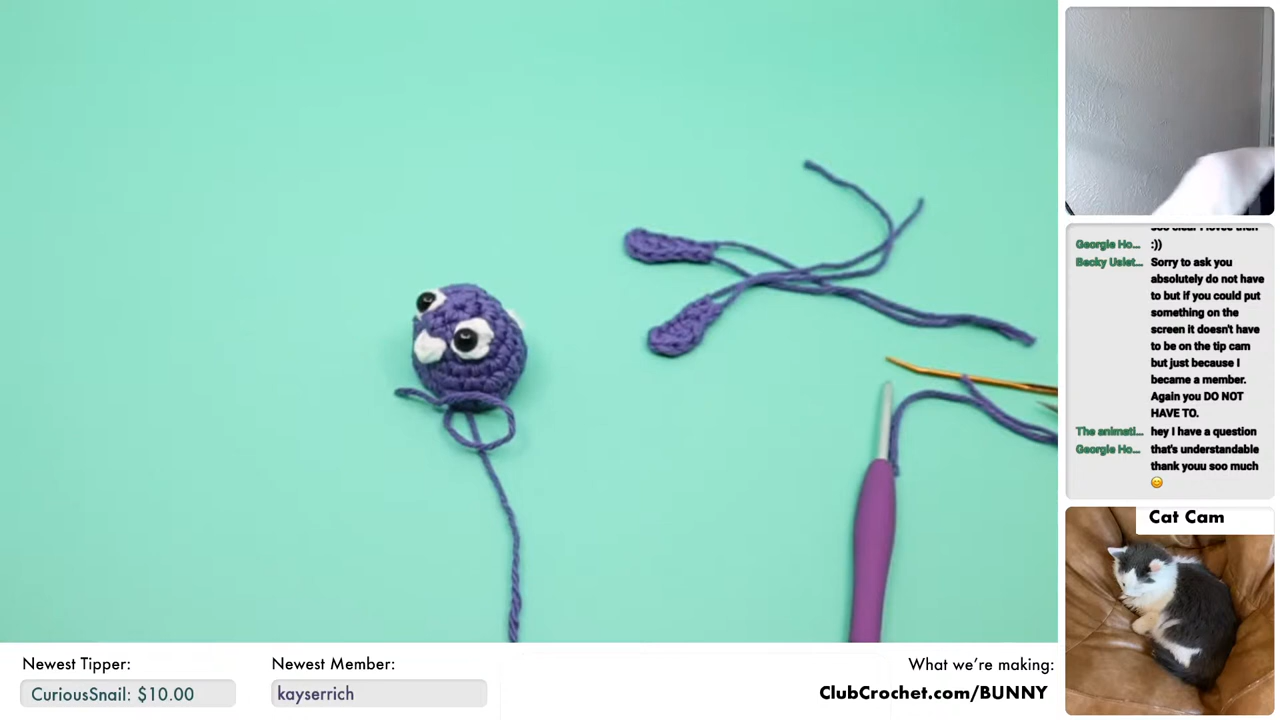 Georgie Ho... :))
Becky Uslet... Sorry to ask you
absolutely do not have
to but if you could put
something on the
screen it doesn't have
to be on the tip cam
but just because I
became a member.
Again you DO NOT
HAVE TO.
The animati... hey I have a question
Georgie Ho... that's understandable
thank youu soo much
😊
Cat Cam
Newest Tipper:
CuriousSnail: $10.00
Newest Member:
kayserrich
What we're making:
ClubCrochet.com/BUNNY